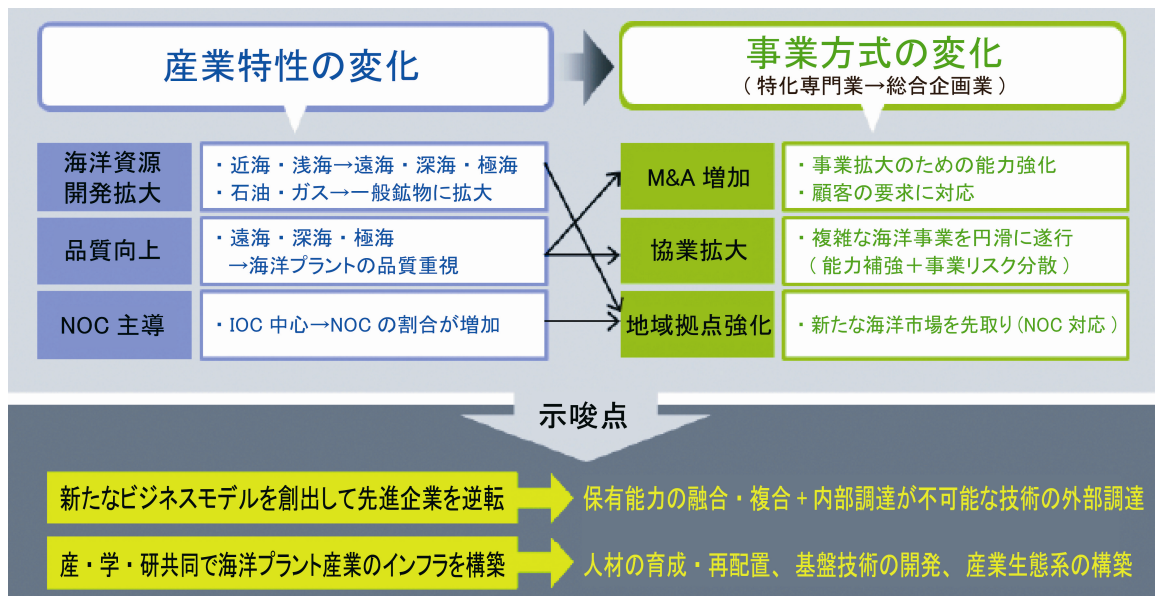 産業特性の変化
事業方式の変化
（特化専門業→総合企画業）
海洋資源
開発拡大
・近海・浅海→遠海・深海・極海
・石油・ガス→一般鉱物に拡大
品質向上
・遠海・深海・極海
→海洋プラントの品質重視
NOC 主導
・IOC 中心→NOC の割合が増加
M&A 増加
・事業拡大のための能力強化
・顧客の要求に対応
協業拡大
・複雑な海洋事業を円滑に遂行
（能力補強＋事業リスク分散）
地域拠点強化
・新たな海洋市場を先取り（NOC 対応）
示唆点
新たなビジネスモデルを創出して先進企業を逆転
保有能力の融合・複合＋内部調達が不可能な技術の外部調達
産・学・研共同で海洋プラント産業のインフラを構築
人材の育成・再配置、基盤技術の開発、産業生態系の構築